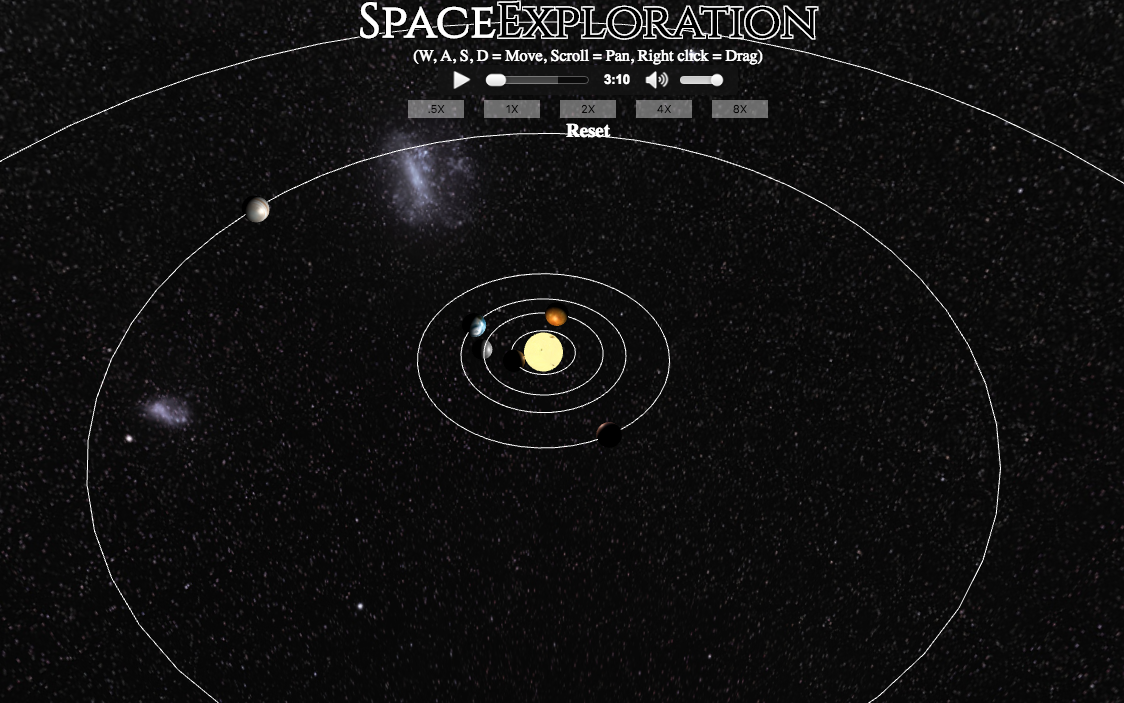 SPACEEXPLORATION
(W, A, S, D = Move, Scroll = Pan, Right click = Drag)
3:10
.5X 1X 2X 4X 8X
Reset